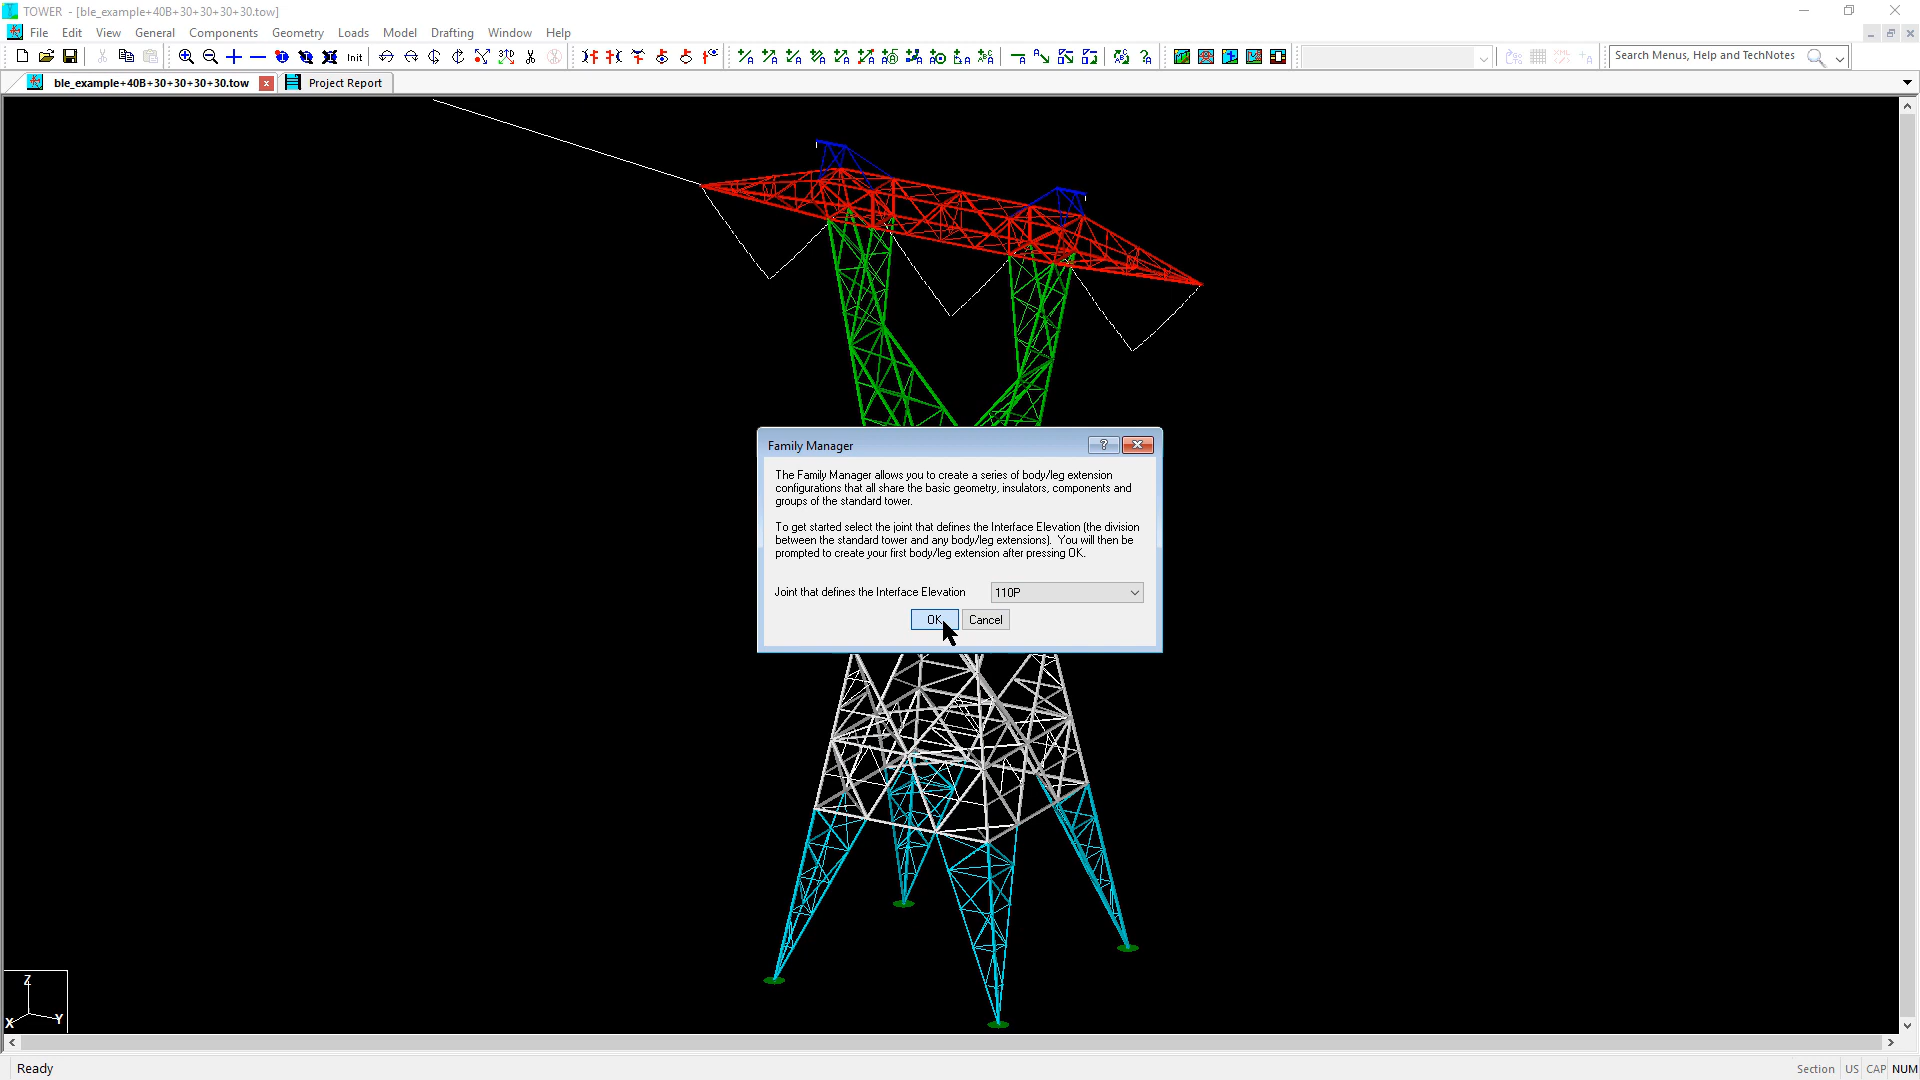 TOWER - [ble_example+40B+30+30+30+30.tow]
File Edit View General Components Geometry Loads Model Drafting Window Help
Init
Search Menus, Help and TechNotes
ble_example+40B+30+30+30+30.tow
Project Report
Family Manager
The Family Manager allows you to create a series of body/leg extension
configurations that all share the basic geometry, insulators, components and
groups of the standard tower.
To get started select the joint that defines the Interface Elevation (the division
between the standard tower and any body/leg extensions). You will then be
prompted to create your first body/leg extension after pressing OK.
Joint that defines the Interface Elevation 110P
OK Cancel
Z
X Y
Ready
Section US CAP NUM